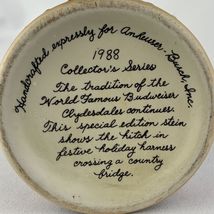 Handcrafted expressly for Anheuser-Busch, Inc.
1988
Collector's Series
The tradition of the
World Famous Budweiser
Clydesdales continues.
This special edition stein
shows the hitch in
festive holiday harness
crossing a county
bridge.